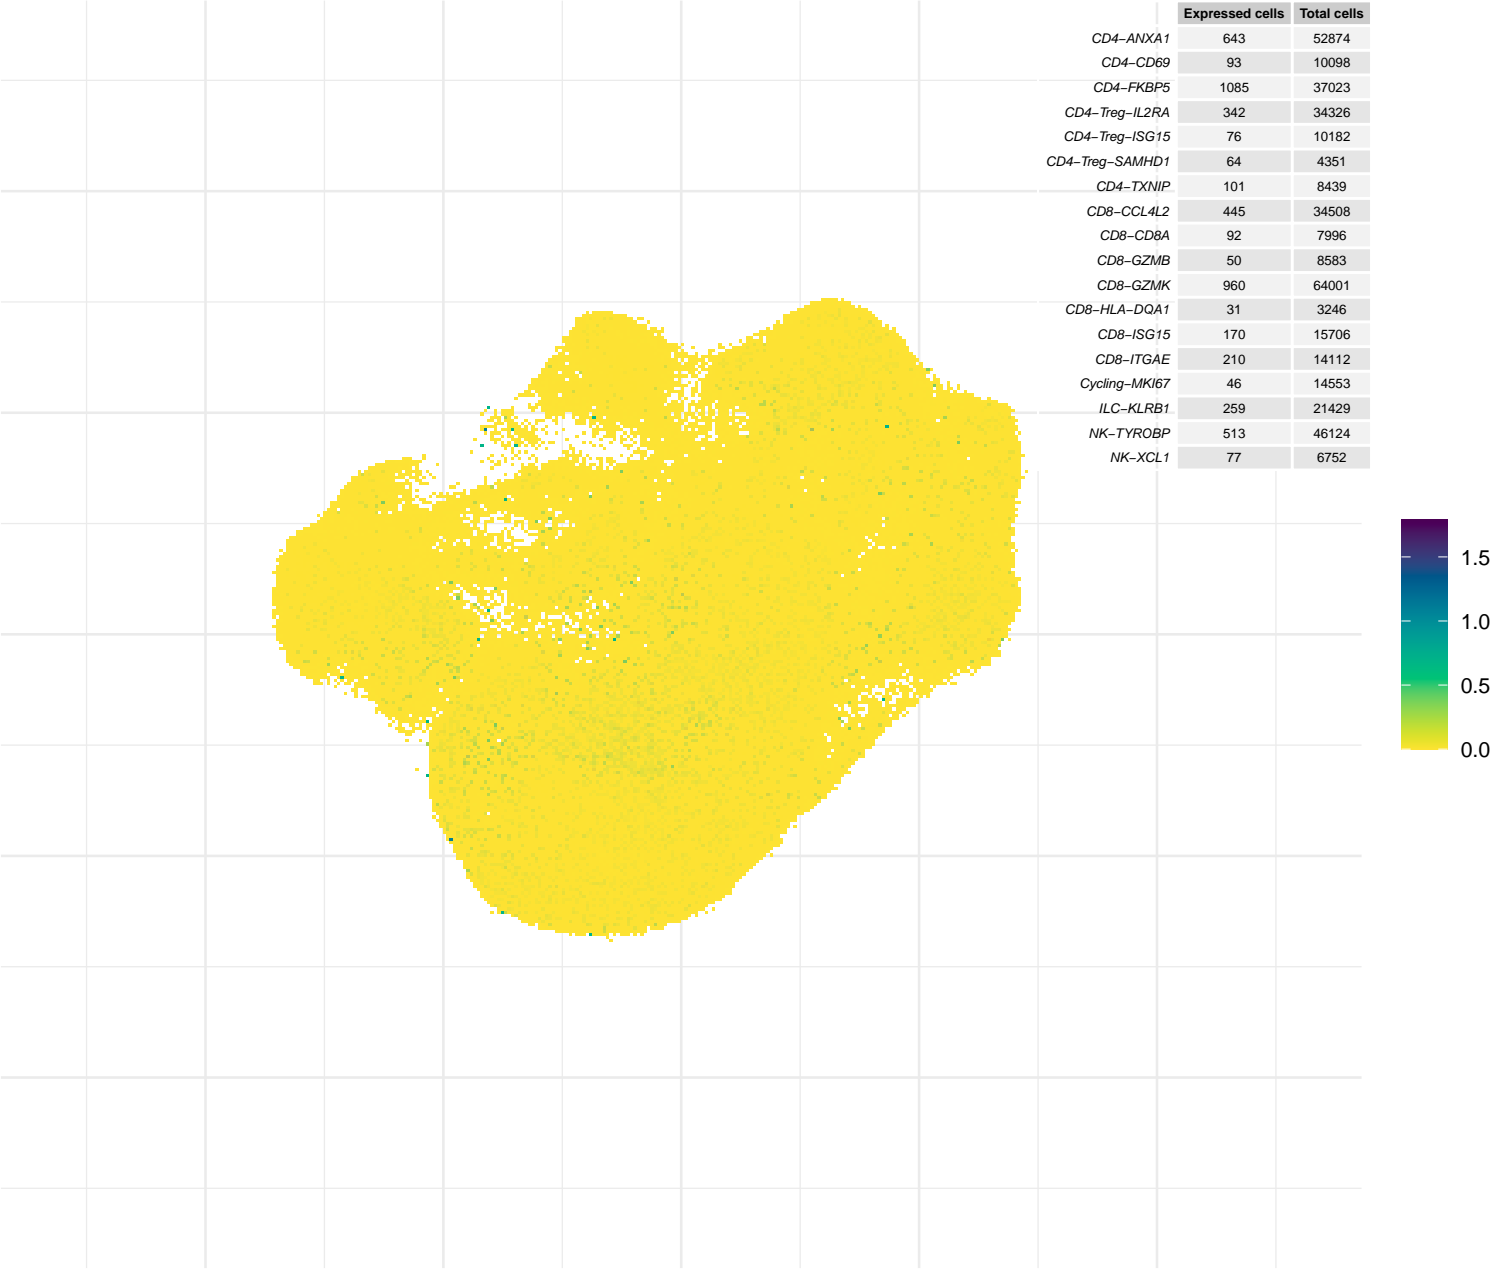 Expressed cells Total cells
CD4−ANXA1 643 52874
CD4−CD69 93 10098
CD4−FKBP5 1085 37023
CD4−Treg−IL2RA 342 34326
CD4−Treg−ISG15 76 10182
CD4−Treg−SAMHD1 64 4351
CD4−TXNIP 101 8439
CD8−CCL4L2 445 34508
CD8−CD8A 92 7996
CD8−GZMB 50 8583
CD8−GZMK 960 64001
CD8−HLA−DQA1 31 3246
CD8−ISG15 170 15706
CD8−ITGAE 210 14112
Cycling−MKI67 46 14553
ILC−KLRB1 259 21429
NK−TYROBP 513 46124
NK−XCL1 77 6752
1.5
1.0
0.5
0.0